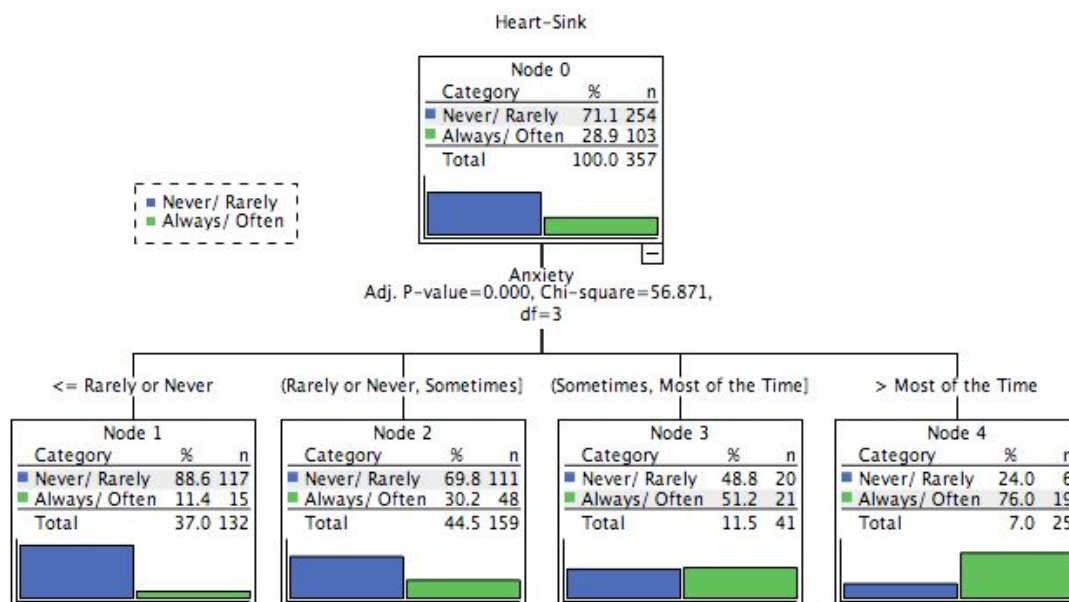 Heart-Sink
Node 0
Category % n
Never/ Rarely 71.1 254
Always/ Often 28.9 103
Total 100.0 357
Never/ Rarely
Always/ Often
Anxiety
Adj. P-value=0.000, Chi-square=56.871,
df=3
<= Rarely or Never
(Rarely or Never, Sometimes]
(Sometimes, Most of the Time]
> Most of the Time
Node 1
Category % n
Never/ Rarely 88.6 117
Always/ Often 11.4 15
Total 37.0 132
Node 2
Category % n
Never/ Rarely 69.8 111
Always/ Often 30.2 48
Total 44.5 159
Node 3
Category % n
Never/ Rarely 48.8 20
Always/ Often 51.2 21
Total 11.5 41
Node 4
Category % n
Never/ Rarely 24.0 6
Always/ Often 76.0 19
Total 7.0 25